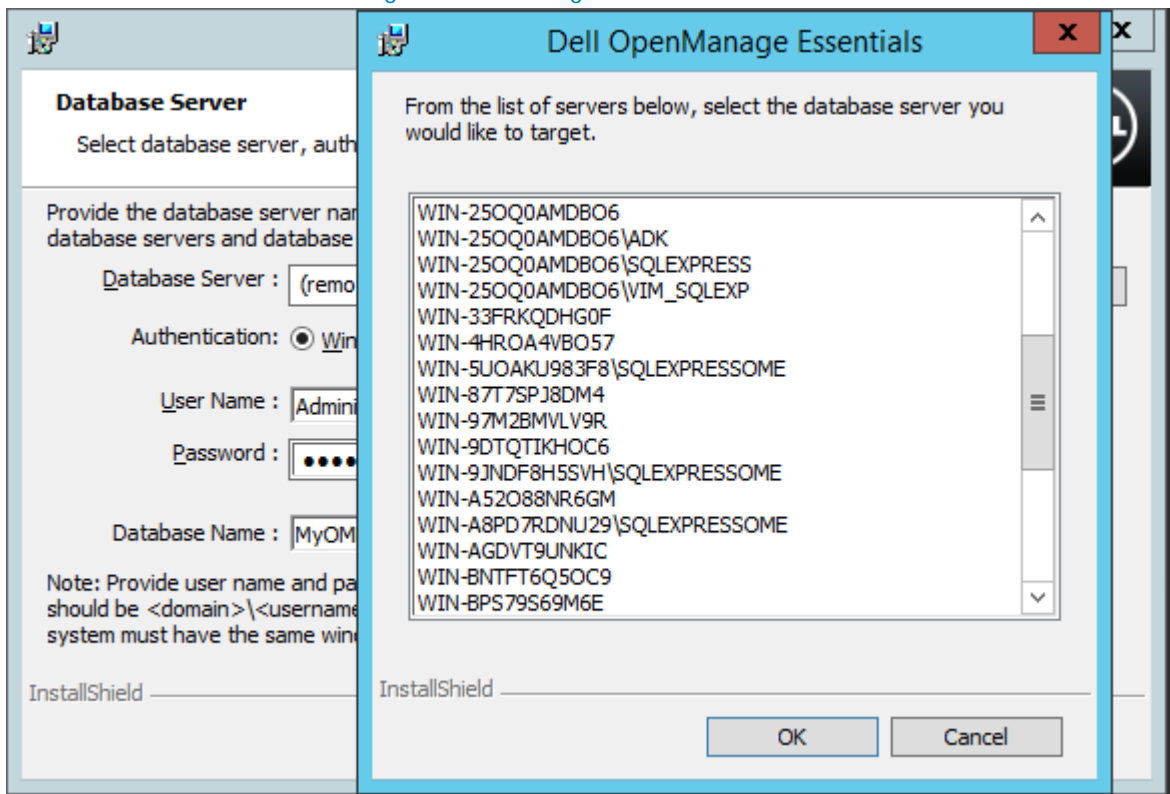 Dell OpenManage Essentials
x
x
Database Server
Select database server, auth
Provide the database server nar
database servers and database
Database Server :
(remo
Authentication:
Win
User Name :
Admini
Password :
Database Name :
MyOM
Note: Provide user name and pa
should be <domain>\<username
system must have the same wind
InstallShield
From the list of servers below, select the database server you
would like to target.
WIN-25OQ0AMDBO6
WIN-25OQ0AMDBO6\ADK
WIN-25OQ0AMDBO6\SQLEXPRESS
WIN-25OQ0AMDBO6\VIM_SQLEXP
WIN-33FRKQDHG0F
WIN-4HROA4VBO57
WIN-5UOAKU983F8\SQLEXPRESSOME
WIN-87T7SPJ8DM4
WIN-97M2BMVLV9R
WIN-9DTQTIKHOC6
WIN-9JNDF8H5SVH\SQLEXPRESSOME
WIN-A52O88NR6GM
WIN-A8PD7RDNU29\SQLEXPRESSOME
WIN-AGDVT9UNKIC
WIN-BNTFT6Q5OC9
WIN-BPS79S69M6E
InstallShield
OK
Cancel